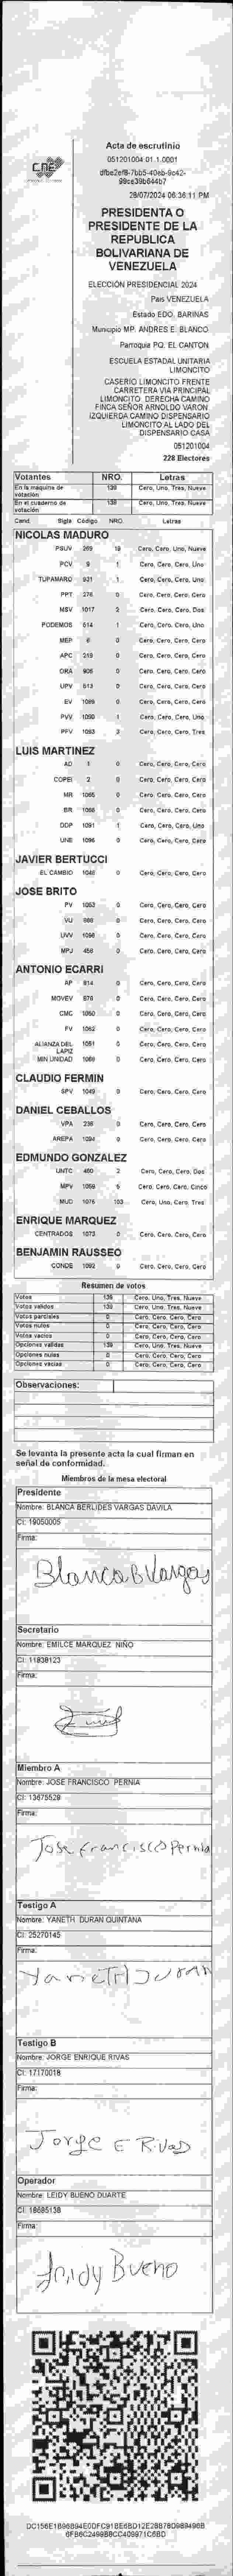 Acta de escrutinio
051201004.01.1.0001
28/07/2024 06:36:11 PM
PRESIDENTA O
PRESIDENTE DE LA
REPUBLICA
BOLIVARIANA DE
VENEZUELA
ELECCIÓN PRESIDENCIAL 2024
Pais VENEZUELA
Estado EDO. BARINAS
Municipio MP. ANDRES E. BLANCO
Parroquia PQ. EL CANTON
ESCUELA ESTADAL UNITARIA
LIMONCITO
CASERIO LIMONCITO FRENTE
CARRETERA VIA PRINCIPAL
LIMONCITO. DERECHA CAMINO
FINCA SEÑOR ARNOLDO VARON.
IZQUIERDA CAMINO DISPENSARIO
LIMONCITO AL LADO DEL
DISPENSARIO CASA
051201004
228 Electores
Votantes NRO. Letras
En la maquina de votación 139 Cero, Uno, Tres, Nueve
En el cuaderno de votación 139 Cero, Uno, Tres, Nueve
Cand. Sigla Código NRO. Letras
NICOLAS MADURO
PSUV 269 19 Cero, Cero, Uno, Nueve
PCV 9 1 Cero, Cero, Cero, Uno
TUPAMARO 931 1 Cero, Cero, Cero, Uno
PPT 276 0 Cero, Cero, Cero, Cero
MSV 1017 2 Cero, Cero, Cero, Dos
PODEMOS 614 1 Cero, Cero, Cero, Uno
MEP 6 0 Cero, Cero, Cero, Cero
APC 219 0 Cero, Cero, Cero, Cero
ORA 906 0 Cero, Cero, Cero, Cero
UPV 613 0 Cero, Cero, Cero, Cero
EV 0 Cero, Cero, Cero, Cero
PVV 1090 1 Cero, Cero, Cero, Uno
PFV 1093 3 Cero, Cero, Cero, Tres
LUIS MARTINEZ
AD 1 0 Cero, Cero, Cero, Cero
COPEI 2 0 Cero, Cero, Cero, Cero
MR 1065 0 Cero, Cero, Cero, Cero
BR 0 Cero, Cero, Cero, Cero
DDP 1091 1 Cero, Cero, Cero, Uno
UNE 1096 0 Cero, Cero, Cero, Cero
JAVIER BERTUCCI
EL CAMBIO 1048 0 Cero, Cero, Cero, Cero
JOSE BRITO
PV 1053 0 Cero, Cero, Cero, Cero
VU 0 Cero, Cero, Cero, Cero
UVV 1098 0 Cero, Cero, Cero, Cero
MPJ 458 0 Cero, Cero, Cero, Cero
ANTONIO ECARRI
AP 814 0 Cero, Cero, Cero, Cero
MOVEV 876 0 Cero, Cero, Cero, Cero
CMC 1050 0 Cero, Cero, Cero, Cero
FV 1062 0 Cero, Cero, Cero, Cero
ALIANZA DEL LAPIZ 1051 0 Cero, Cero, Cero, Cero
MIN UNIDAD 0 Cero, Cero, Cero, Cero
CLAUDIO FERMIN
SPV 1049 0 Cero, Cero, Cero, Cero
DANIEL CEBALLOS
VPA 238 0 Cero, Cero, Cero, Cero
AREPA 1094 0 Cero, Cero, Cero, Cero
EDMUNDO GONZALEZ
UNTC 460 2 Cero, Cero, Cero, Dos
MPV 1059 5 Cero, Cero, Cero, Cinco
MUD 1075 103 Cero, Uno, Cero, Tres
ENRIQUE MARQUEZ
CENTRADOS 1073 0 Cero, Cero, Cero, Cero
BENJAMIN RAUSSEO
CONDE 1092 0 Cero, Cero, Cero, Cero
Resumen de votos
Votos 139 Cero, Uno, Tres, Nueve
Votos validos 139 Cero, Uno, Tres, Nueve
Votos parciales 0 Cero, Cero, Cero, Cero
Votos nulos 0 Cero, Cero, Cero, Cero
Votos vacios 0 Cero, Cero, Cero, Cero
Opciones validas 139 Cero, Uno, Tres, Nueve
Opciones nulas 0 Cero, Cero, Cero, Cero
Opciones vacias 0 Cero, Cero, Cero, Cero
Observaciones:
Se levanta la presente acta la cual firman en
señal de conformidad.
Miembros de la mesa electoral
Presidente
Nombre: BLANCA BERLIDES VARGAS DAVILA
CI: 19050005
Firma:
Blanca B Vargas
Secretario
Nombre: EMILCE MARQUEZ NIÑO
CI: 11838123
Firma:
Miembro A
Nombre: JOSE FRANCISCO PERNIA
CI: 13675529
Firma:
Jose Francisco Pernia
Testigo A
Nombre: YANETH DURAN QUINTANA
CI: 25270145
Firma:
YaneTH DURAN
Testigo B
Nombre: JORGE ENRIQUE RIVAS
CI: 17170018
Firma:
Jorge E Rivas
Operador
Nombre: LEIDY BUENO DUARTE
CI: 18695138
Firma:
Leidy Bueno